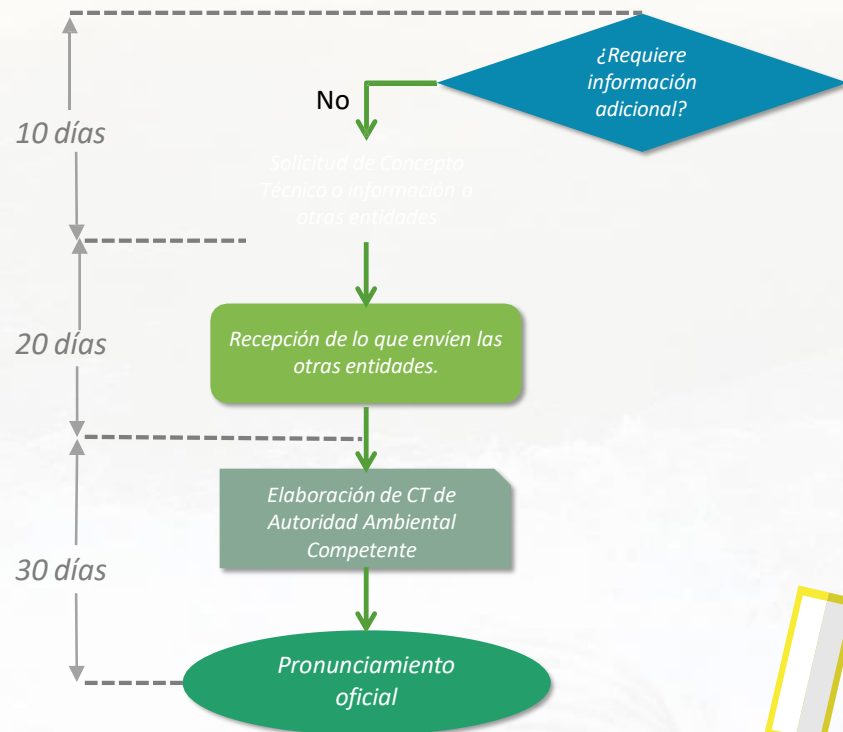 ¿Requiere
información
adicional?
No
10 días
Solicitud de Concepto
Técnico o información a
otras entidades
20 días
Recepción de lo que envíen las
otras entidades.
Elaboración de CT de
Autoridad Ambiental
Competente
30 días
Pronunciamiento
oficial